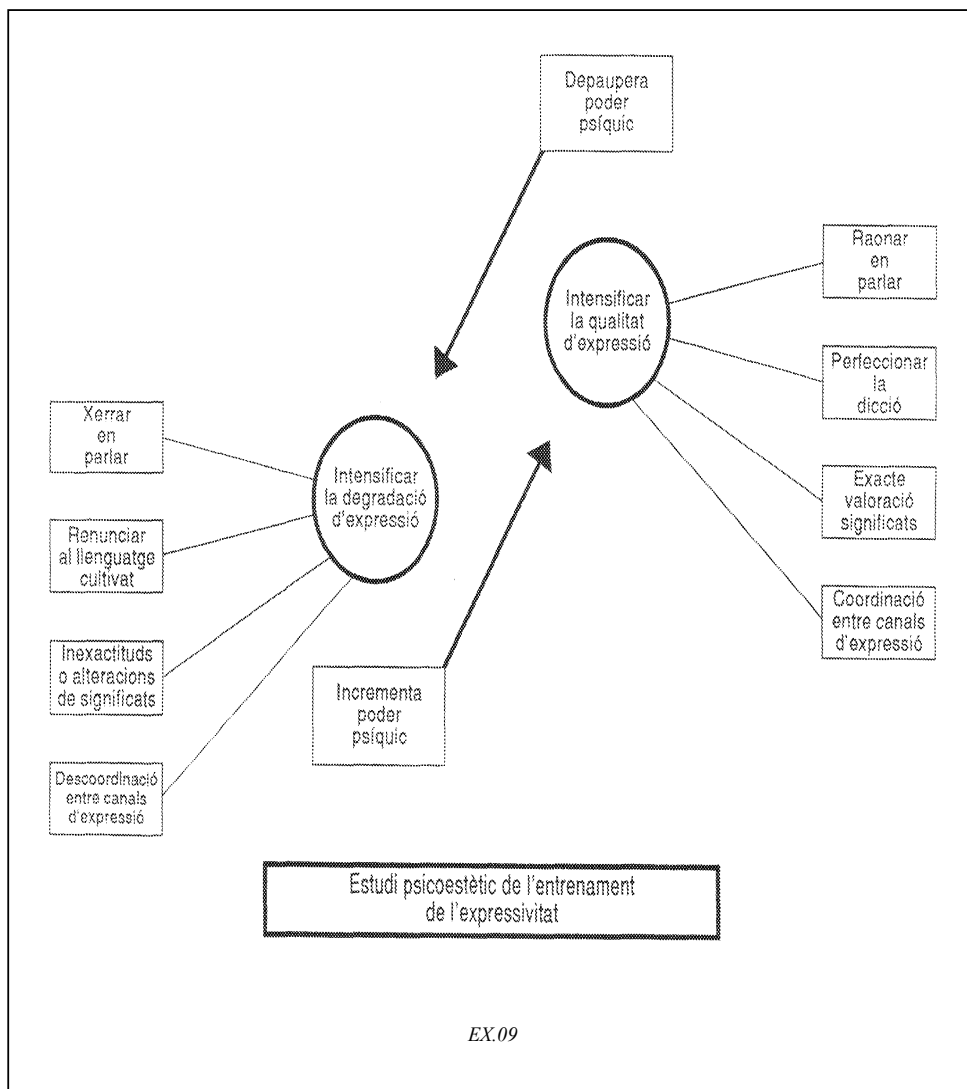 Depaupera
poder
psíquic
Intensificar
la qualitat
d'expressió
Raonar
en
parlar
Perfeccionar
la
dicció
Exacte
valoració
significats
Coordinació
entre canals
d'expressió
Xerrar
en
parlar
Renunciar
al llenguatge
cultivat
Inexactituds
o alteracions
de significats
Descoordinació
entre canals
d'expressió
Intensificar
la degradació
d'expressió
Incrementa
poder
psíquic
Estudi psicoestètic de l'entrenament
de l'expressivitat
EX.09